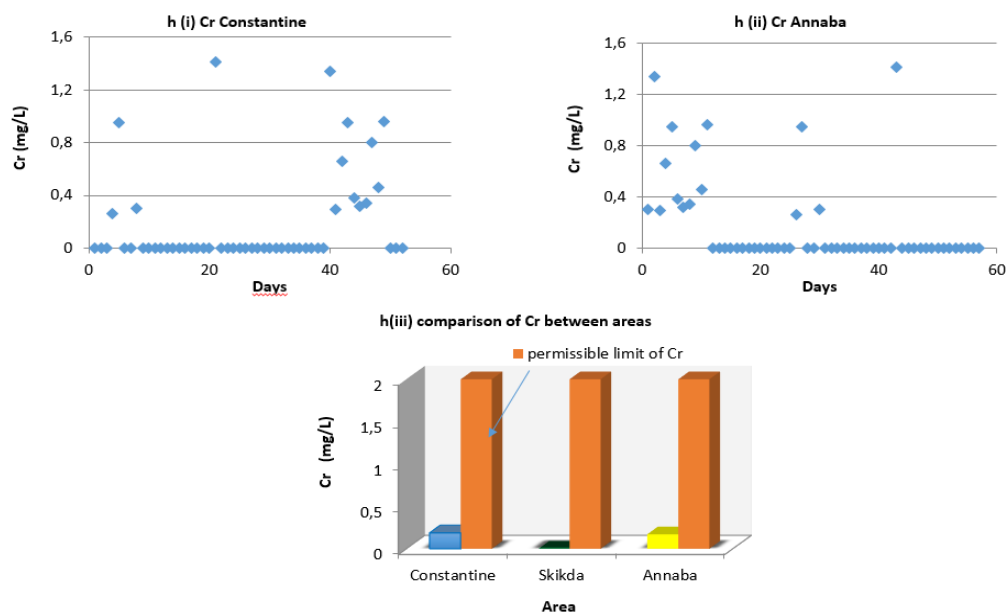 h (i) Cr Constantine
1,6
1,2
0,8
0,4
0
Cr (mg/L)
0 20 40 60
Days
h (ii) Cr Annaba
1,6
1,2
0,8
0,4
0
Cr (mg/L)
0 20 40 60
Days
h(iii) comparison of Cr between areas
permissible limit of Cr
2
1,5
1
0,5
0
Cr (mg/L)
Constantine Skikda Annaba
Area